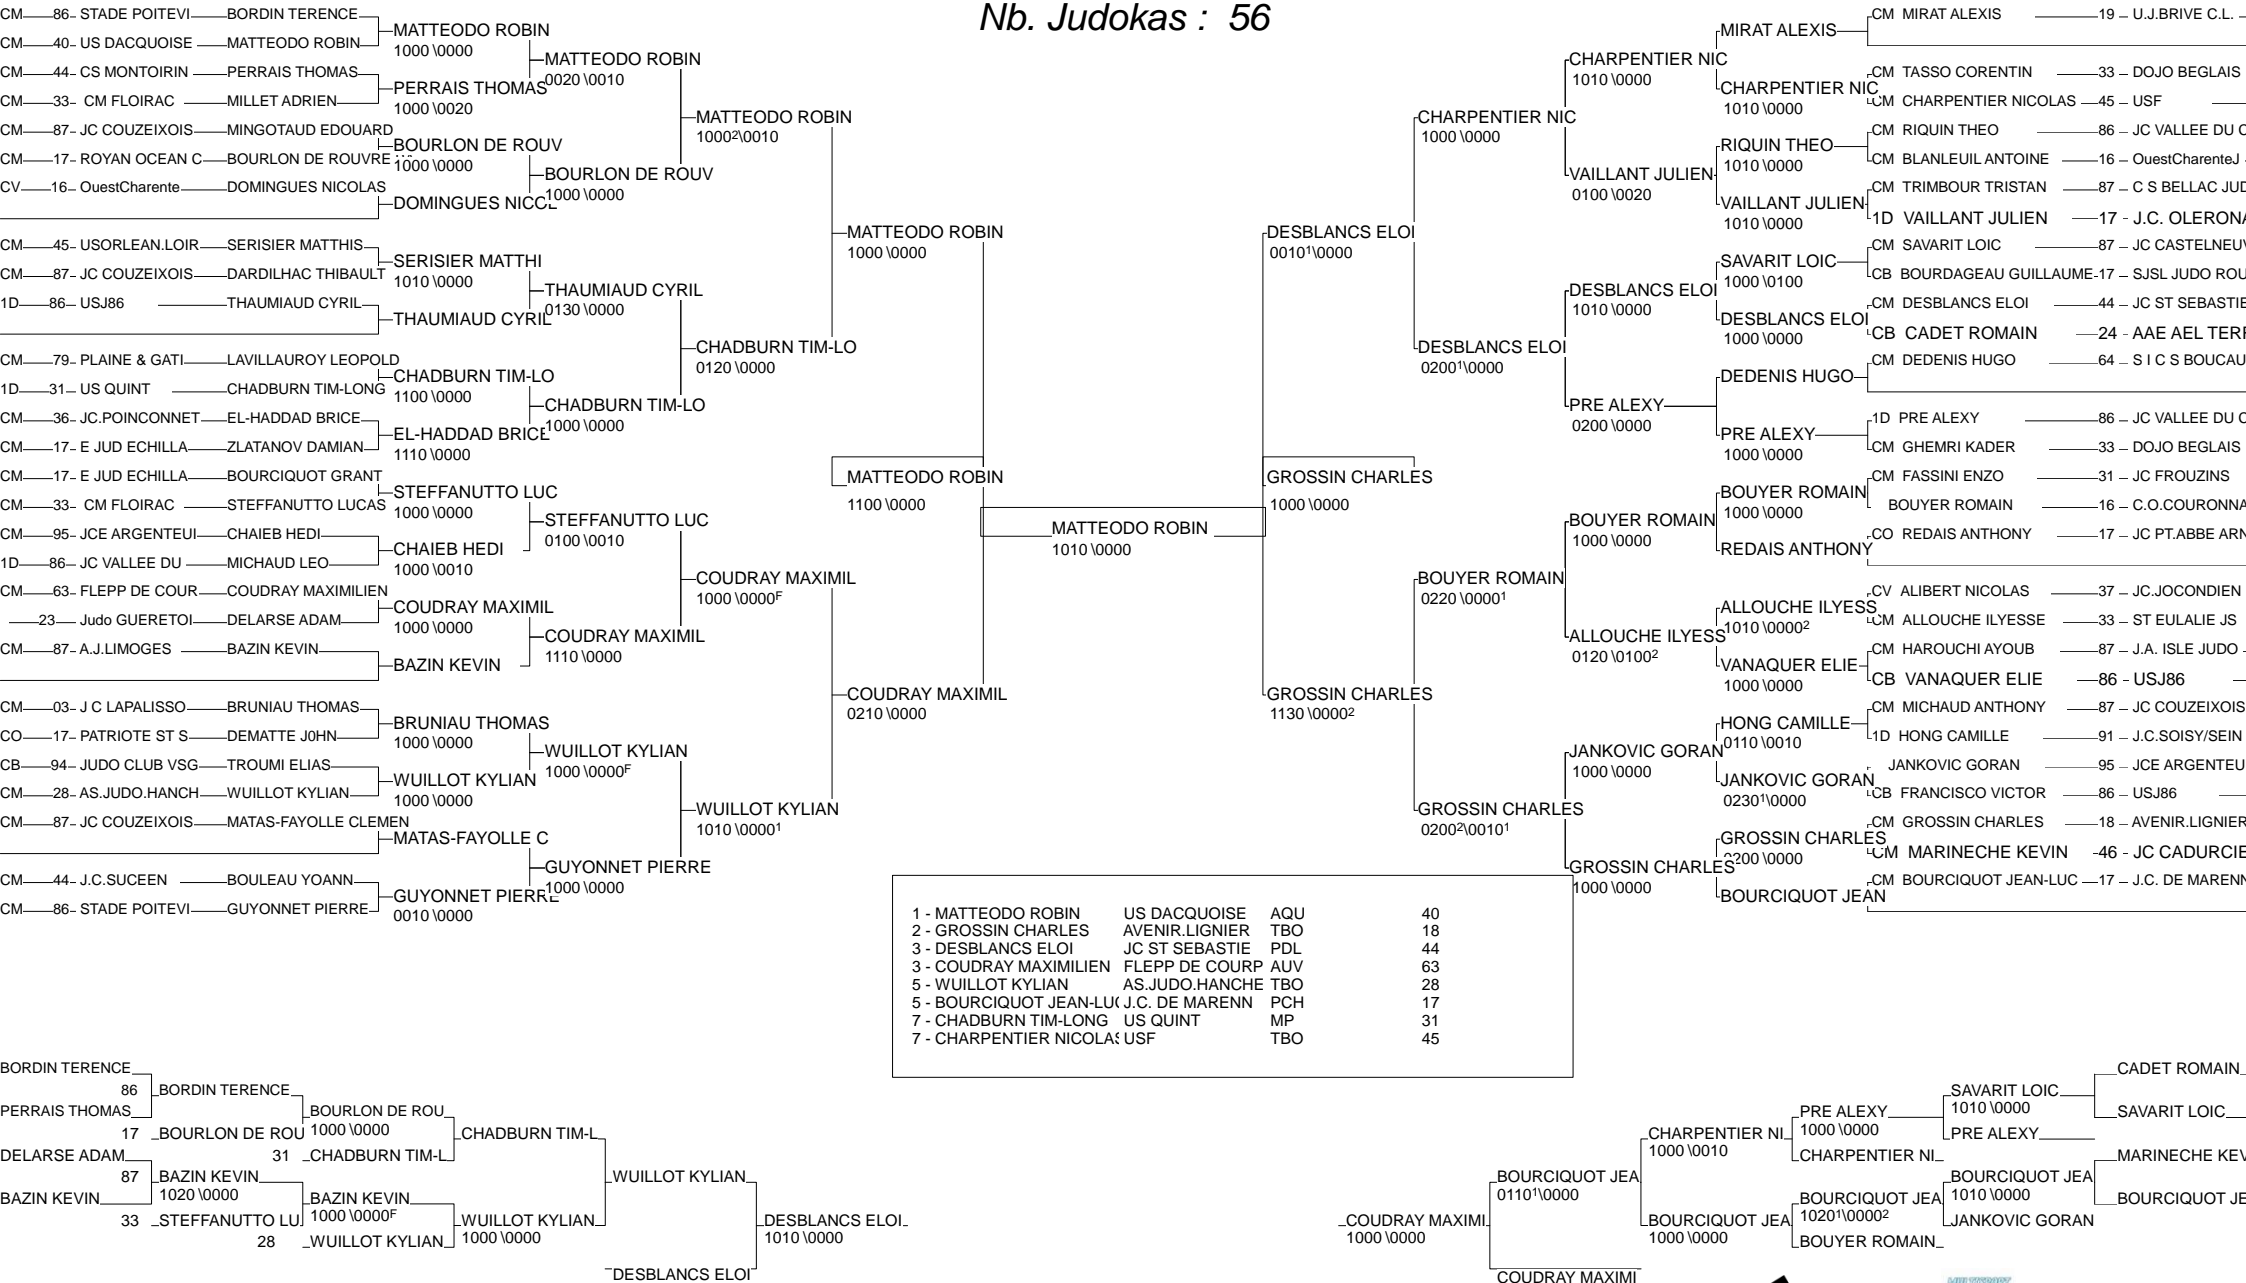 Nb. Judokas :  56
CM 86 STADE POITEVI BORDIN TERENCE
CM 40 US DACQUOISE MATTEODO ROBIN
CM 44 CS MONTOIRIN PERRAIS THOMAS
CM 33 CM FLOIRAC MILLET ADRIEN
CM 87 JC COUZEIXOIS MINGOTAUD EDOUARD
CM 17 ROYAN OCEAN C BOURLON DE ROUVRE
CV 16 OuestCharente DOMINGUES NICOLAS
CM 45 USORLEAN.LOIR SERISIER MATTHIS
CM 87 JC COUZEIXOIS DARDILHAC THIBAULT
1D 86 USJ86 THAUMIAUD CYRIL
CM 79 PLAINE & GATI LAVILLAUROY LEOPOLD
1D 31 US QUINT CHADBURN TIM-LONG
CM 36 JC.POINCONNET EL-HADDAD BRICE
CM 17 E JUD ECHILLA ZLATANOV DAMIAN
CM 17 E JUD ECHILLA BOURCIQUOT GRANT
CM 33 CM FLOIRAC STEFFANUTTO LUCAS
CM 95 JCE ARGENTEUI CHAIEB HEDI
1D 86 JC VALLEE DU MICHAUD LEO
CM 63 FLEPP DE COUR COUDRAY MAXIMILIEN
23 Judo GUERETOI DELARSE ADAM
CM 87 A.J.LIMOGES BAZIN KEVIN
CM 03 J C LAPALISSO BRUNIAU THOMAS
CO 17 PATRIOTE ST S DEMATTE J0HN
CB 94 JUDO CLUB VSG TROUMI ELIAS
CM 28 AS.JUDO.HANCH WUILLOT KYLIAN
CM 87 JC COUZEIXOIS MATAS-FAYOLLE CLEMEN
CM 44 J.C.SUCEEN BOULEAU YOANN
CM 86 STADE POITEVI GUYONNET PIERRE
MATTEODO ROBIN
1000 \0000
PERRAIS THOMAS
1000 \0020
BOURLON DE ROUV
1000 \0000
DOMINGUES NICOL
SERISIER MATTHI
1010 \0000
THAUMIAUD CYRIL
CHADBURN TIM-LO
1100 \0000
EL-HADDAD BRICE
1110 \0000
STEFFANUTTO LUC
1000 \0000
CHAIEB HEDI
1000 \0010
COUDRAY MAXIMIL
1000 \0000
BAZIN KEVIN
BRUNIAU THOMAS
1000 \0000
WUILLOT KYLIAN
1000 \0000
MATAS-FAYOLLE C
GUYONNET PIERRE
0010 \0000
MATTEODO ROBIN
0020 \0010
BOURLON DE ROUV
1000 \0000
THAUMIAUD CYRIL
0130 \0000
CHADBURN TIM-LO
1000 \0000
STEFFANUTTO LUC
0100 \0010
COUDRAY MAXIMIL
1110 \0000
WUILLOT KYLIAN
1000 \0000F
GUYONNET PIERRE
1000 \0000
MATTEODO ROBIN
1000²\0010
CHADBURN TIM-LO
0120 \0000
COUDRAY MAXIMIL
1000 \0000F
WUILLOT KYLIAN
1010 \0000¹
MATTEODO ROBIN
1000 \0000
COUDRAY MAXIMIL
0210 \0000
MATTEODO ROBIN
1100 \0000
MATTEODO ROBIN
1010 \0000
GROSSIN CHARLES
1000 \0000
DESBLANCS ELOI
0010¹\0000
GROSSIN CHARLES
1130 \0000²
CHARPENTIER NIC
1000 \0000
DESBLANCS ELOI
0200¹\0000
BOUYER ROMAIN
0220 \0000¹
GROSSIN CHARLES
0200²\0010¹
CHARPENTIER NIC
1010 \0000
VAILLANT JULIEN
0100 \0020
DESBLANCS ELOI
1010 \0000
PRE ALEXY
0200 \0000
BOUYER ROMAIN
1000 \0000
ALLOUCHE ILYESS
0120 \0100²
JANKOVIC GORAN
1000 \0000
GROSSIN CHARLES
1000 \0000
MIRAT ALEXIS
CHARPENTIER NIC
1010 \0000
RIQUIN THEO
1010 \0000
VAILLANT JULIEN
1010 \0000
SAVARIT LOIC
1000 \0100
DESBLANCS ELOI
1000 \0000
DEDENIS HUGO
PRE ALEXY
1000 \0000
BOUYER ROMAIN
1000 \0000
REDAIS ANTHONY
ALLOUCHE ILYESS
1010 \0000²
VANAQUER ELIE
1000 \0000
HONG CAMILLE
0110 \0010
JANKOVIC GORAN
0230¹\0000
GROSSIN CHARLES
0200 \0000
BOURCIQUOT JEAN
CM MIRAT ALEXIS 19 – U.J.BRIVE C.L.
CM TASSO CORENTIN 33 – DOJO BEGLAIS
CM CHARPENTIER NICOLAS 45 – USF
CM RIQUIN THEO 86 – JC VALLEE DU C
CM BLANLEUIL ANTOINE 16 – OuestCharenteJ
CM TRIMBOUR TRISTAN 87 – C S BELLAC JUD
1D VAILLANT JULIEN 17 - J.C. OLERONA
CM SAVARIT LOIC 87 – JC CASTELNEUV
CB BOURDAGEAU GUILLAUME 17 – SJSL JUDO ROU
CM DESBLANCS ELOI 44 – JC ST SEBASTIE
CB CADET ROMAIN 24 - AAE AEL TERR
CM DEDENIS HUGO 64 – S I C S BOUCAU
1D PRE ALEXY 86 – JC VALLEE DU C
CM GHEMRI KADER 33 – DOJO BEGLAIS
CM FASSINI ENZO 31 – JC FROUZINS
BOUYER ROMAIN 16 – C.O.COURONNA
CO REDAIS ANTHONY 17 – JC PT.ABBE ARN
CV ALIBERT NICOLAS 37 – JC.JOCONDIEN
CM ALLOUCHE ILYESSE 33 – ST EULALIE JS
CM HAROUCHI AYOUB 87 – J.A. ISLE JUDO
CB VANAQUER ELIE 86 - USJ86
CM MICHAUD ANTHONY 87 – JC COUZEIXOIS
1D HONG CAMILLE 91 – J.C.SOISY/SEIN
JANKOVIC GORAN 95 – JCE ARGENTEU
CB FRANCISCO VICTOR 86 – USJ86
CM GROSSIN CHARLES 18 – AVENIR.LIGNIER
CM MARINECHE KEVIN 46 - JC CADURCIE
CM BOURCIQUOT JEAN-LUC 17 – J.C. DE MARENN
1 - MATTEODO ROBIN US DACQUOISE AQU 40
2 - GROSSIN CHARLES AVENIR.LIGNIER TBO 18
3 - DESBLANCS ELOI JC ST SEBASTIE PDL 44
3 - COUDRAY MAXIMILIEN FLEPP DE COURP AUV 63
5 - WUILLOT KYLIAN AS.JUDO.HANCHE TBO 28
5 - BOURCIQUOT JEAN-LUC J.C. DE MARENN PCH 17
7 - CHADBURN TIM-LONG US QUINT MP 31
7 - CHARPENTIER NICOLAS USF TBO 45
BORDIN TERENCE
86 BORDIN TERENCE
PERRAIS THOMAS
17 BOURLON DE ROU
DELARSE ADAM
87 BAZIN KEVIN
1020 \0000
BAZIN KEVIN
33 STEFFANUTTO LU
BOURLON DE ROU
1000 \0000
31 CHADBURN TIM-L
BAZIN KEVIN
1000 \0000F
28 WUILLOT KYLIAN
CHADBURN TIM-L
WUILLOT KYLIAN
1000 \0000
WUILLOT KYLIAN
DESBLANCS ELOI
DESBLANCS ELOI
1010 \0000
COUDRAY MAXIMI
1000 \0000
BOURCIQUOT JEA
0110¹\0000
COUDRAY MAXIMI
CHARPENTIER NI
1000 \0010
BOURCIQUOT JEA
1000 \0000
PRE ALEXY
1000 \0000
CHARPENTIER NI
BOURCIQUOT JEA
1020¹\0000²
BOUYER ROMAIN
SAVARIT LOIC
1010 \0000
PRE ALEXY
BOURCIQUOT JEA
1010 \0000
JANKOVIC GORAN
CADET ROMAIN
SAVARIT LOIC
MARINECHE KEV
BOURCIQUOT JE